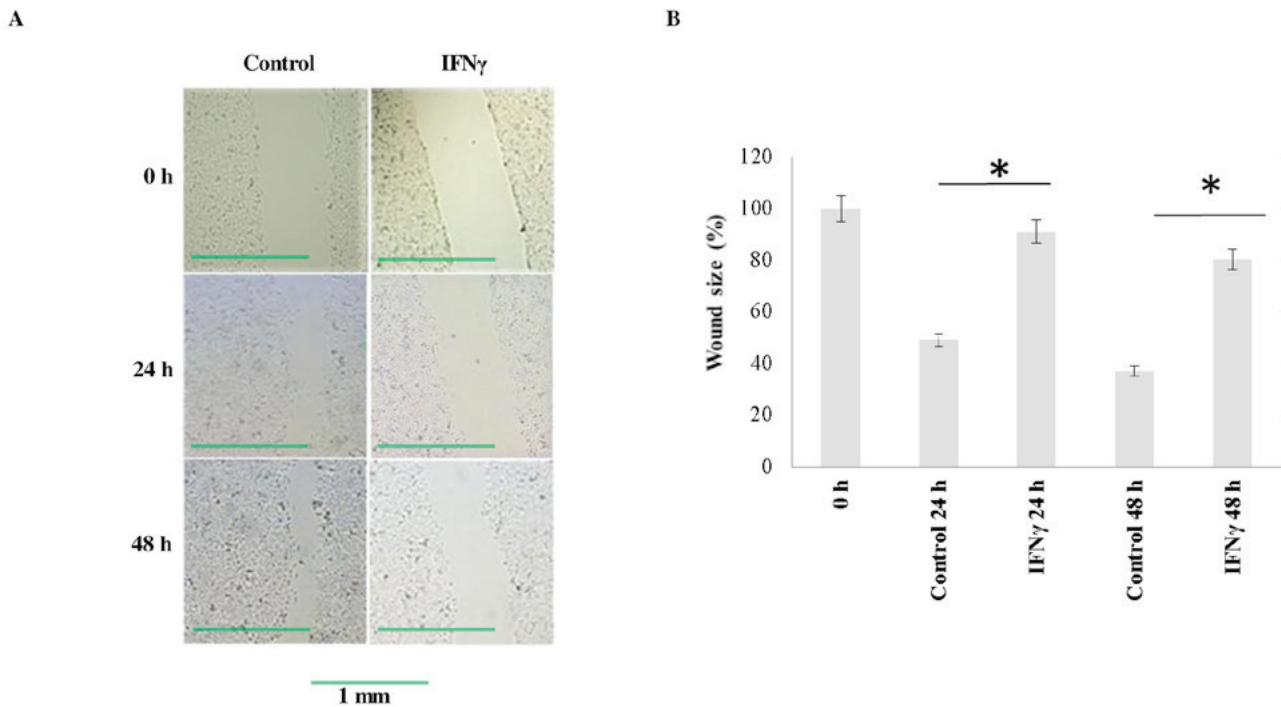 A
B
Control
IFNγ
0 h
24 h
48 h
1 mm
Wound size (%)
120
100
80
60
40
20
0
*
*
0 h
Control 24 h
IFNγ 24 h
Control 48 h
IFNγ 48 h